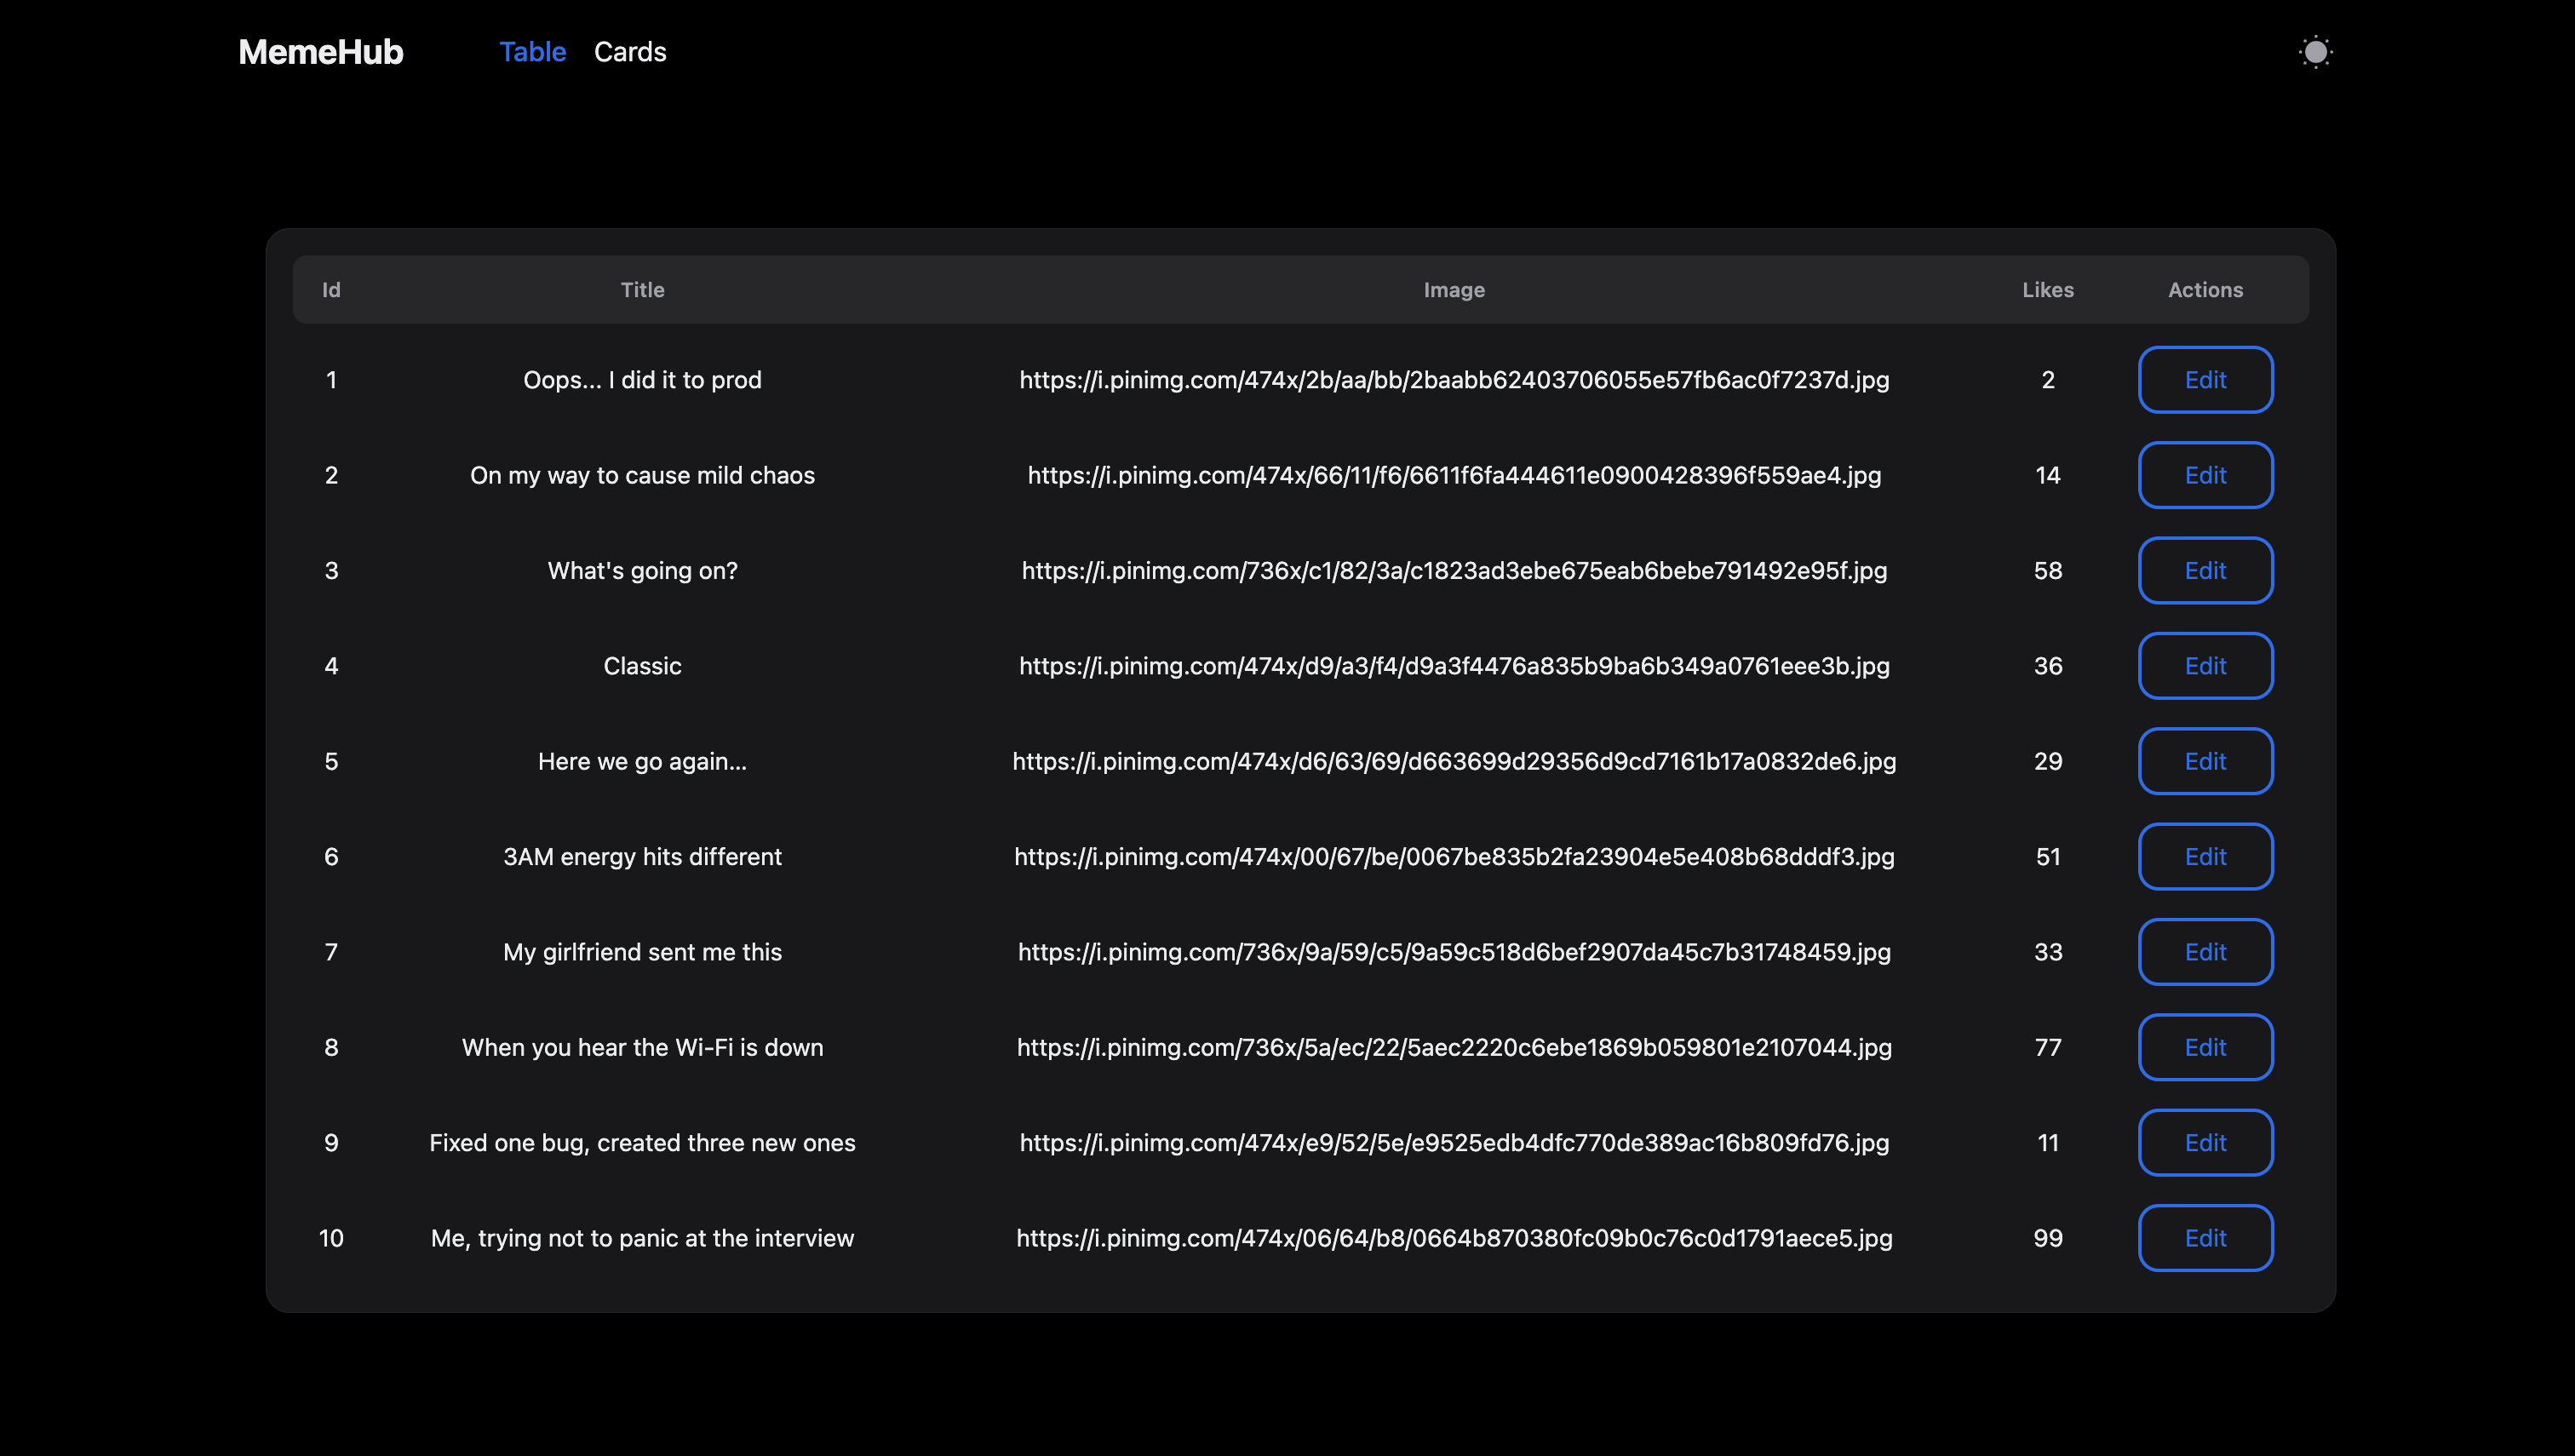 MemeHub Table Cards
Id Title Image Likes Actions
1 Oops... I did it to prod https://i.pinimg.com/474x/2b/aa/bb/2baabb62403706055e57fb6ac0f7237d.jpg 2 Edit
2 On my way to cause mild chaos https://i.pinimg.com/474x/66/11/f6/6611f6fa444611e0900428396f559ae4.jpg 14 Edit
3 What's going on? https://i.pinimg.com/736x/c1/82/3a/c1823ad3ebe675eab6bebe791492e95f.jpg 58 Edit
4 Classic https://i.pinimg.com/474x/d9/a3/f4/d9a3f4476a835b9ba6b349a0761eee3b.jpg 36 Edit
5 Here we go again... https://i.pinimg.com/474x/d6/63/69/d663699d29356d9cd7161b17a0832de6.jpg 29 Edit
6 3AM energy hits different https://i.pinimg.com/474x/00/67/be/0067be835b2fa23904e5e408b68dddf3.jpg 51 Edit
7 My girlfriend sent me this https://i.pinimg.com/736x/9a/59/c5/9a59c518d6bef2907da45c7b31748459.jpg 33 Edit
8 When you hear the Wi-Fi is down https://i.pinimg.com/736x/5a/ec/22/5aec2220c6ebe1869b059801e2107044.jpg 77 Edit
9 Fixed one bug, created three new ones https://i.pinimg.com/474x/e9/52/5e/e9525edb4dfc770de389ac16b809fd76.jpg 11 Edit
10 Me, trying not to panic at the interview https://i.pinimg.com/474x/06/64/b8/0664b870380fc09b0c76c0d1791aece5.jpg 99 Edit